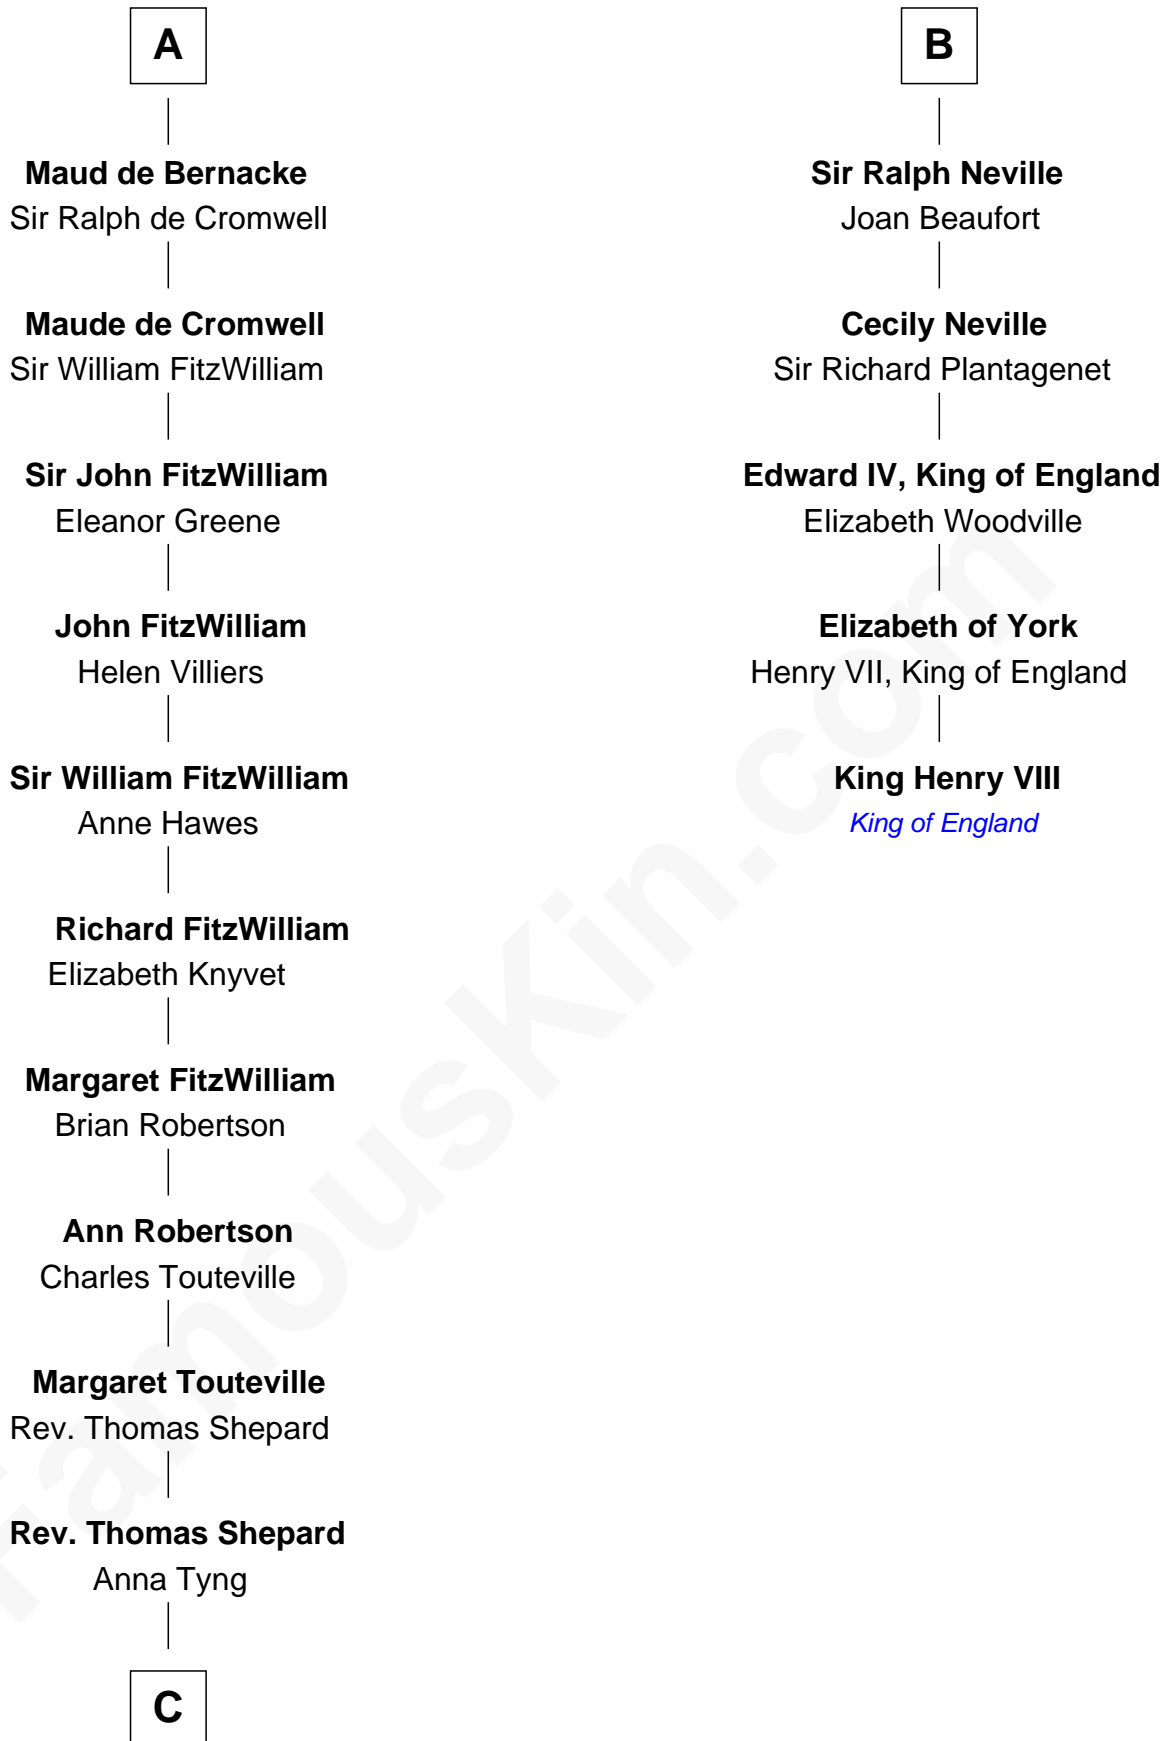 A
Maud de Bernacke
Sir Ralph de Cromwell
Maude de Cromwell
Sir William FitzWilliam
Sir John FitzWilliam
Eleanor Greene
John FitzWilliam
Helen Villiers
Sir William FitzWilliam
Anne Hawes
Richard FitzWilliam
Elizabeth Knyvet
Margaret FitzWilliam
Brian Robertson
Ann Robertson
Charles Touteville
Margaret Touteville
Rev. Thomas Shepard
Rev. Thomas Shepard
Anna Tyng
C
B
Sir Ralph Neville
Joan Beaufort
Cecily Neville
Sir Richard Plantagenet
Edward IV, King of England
Elizabeth Woodville
Elizabeth of York
Henry VII, King of England
King Henry VIII
King of England
FamousKin.com